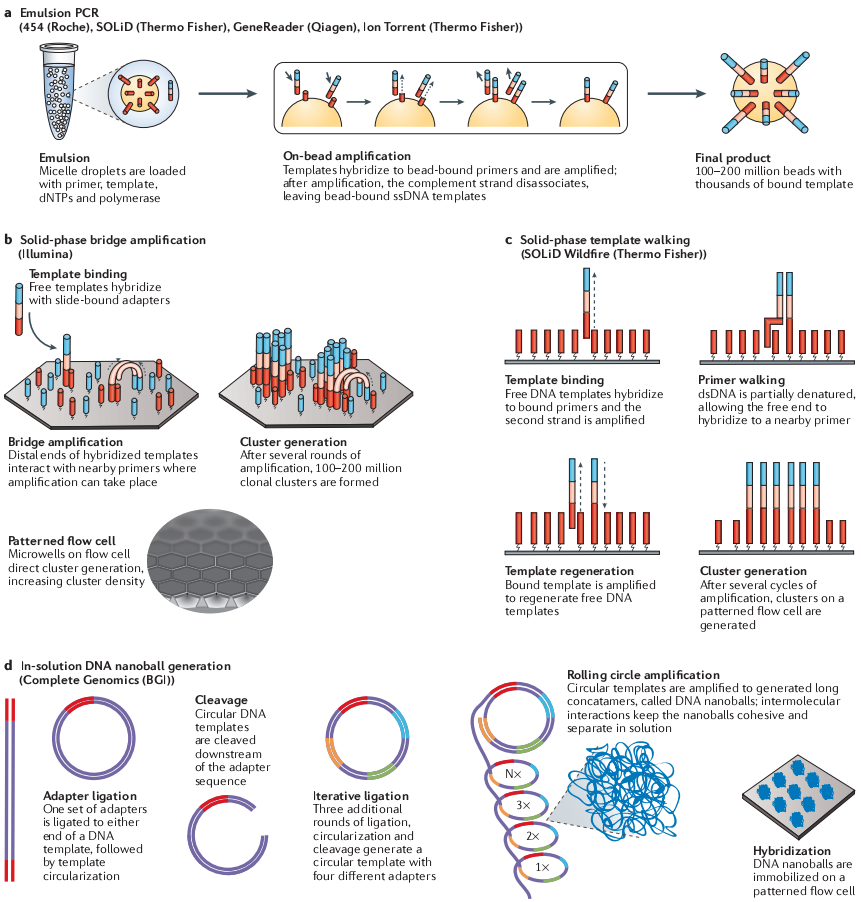 a Emulsion PCR
(454 (Roche), SOLiD (Thermo Fisher), GeneReader (Qiagen), Ion Torrent (Thermo Fisher))
Emulsion
Micelle droplets are loaded
with primer, template,
dNTPs and polymerase
On-bead amplification
Templates hybridize to bead-bound primers and are amplified;
after amplification, the complement strand disassociates,
leaving bead-bound ssDNA templates
Final product
100–200 million beads with
thousands of bound template
b Solid-phase bridge amplification
(Illumina)
Template binding
Free templates hybridize
with slide-bound adapters
Bridge amplification
Distal ends of hybridized templates
interact with nearby primers where
amplification can take place
Cluster generation
After several rounds of
amplification, 100–200 million
clonal clusters are formed
Patterned flow cell
Microwells on flow cell
direct cluster generation,
increasing cluster density
c Solid-phase template walking
(SOLiD Wildfire (Thermo Fisher))
Template binding
Free DNA templates hybridize
to bound primers and the
second strand is amplified
Primer walking
dsDNA is partially denatured,
allowing the free end to
hybridize to a nearby primer
Template regeneration
Bound template is amplified
to regenerate free DNA
templates
Cluster generation
After several cycles of
amplification, clusters on a
patterned flow cell are
generated
d In-solution DNA nanoball generation
(Complete Genomics (BGI))
Adapter ligation
One set of adapters
is ligated to either
end of a DNA
template, followed
by template
circularization
Cleavage
Circular DNA
templates
are cleaved
downstream
of the adapter
sequence
Iterative ligation
Three additional
rounds of ligation,
circularization and
cleavage generate a
circular template with
four different adapters
Rolling circle amplification
Circular templates are amplified to generated long
concatamers, called DNA nanoballs; intermolecular
interactions keep the nanoballs cohesive and
separate in solution
N×
3×
2×
1×
Hybridization
DNA nanoballs are
immobilized on a
patterned flow cell